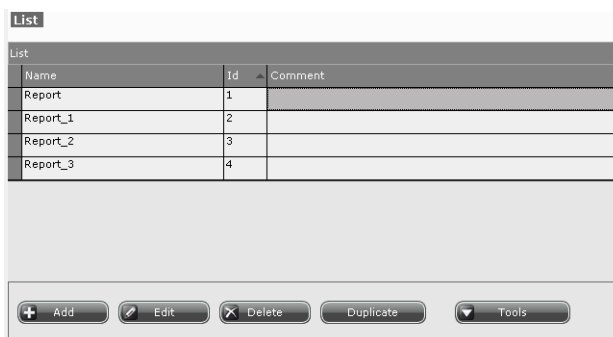 List
List
Name Id Comment
Report 1
Report_1 2
Report_2 3
Report_3 4
Add Edit Delete Duplicate Tools